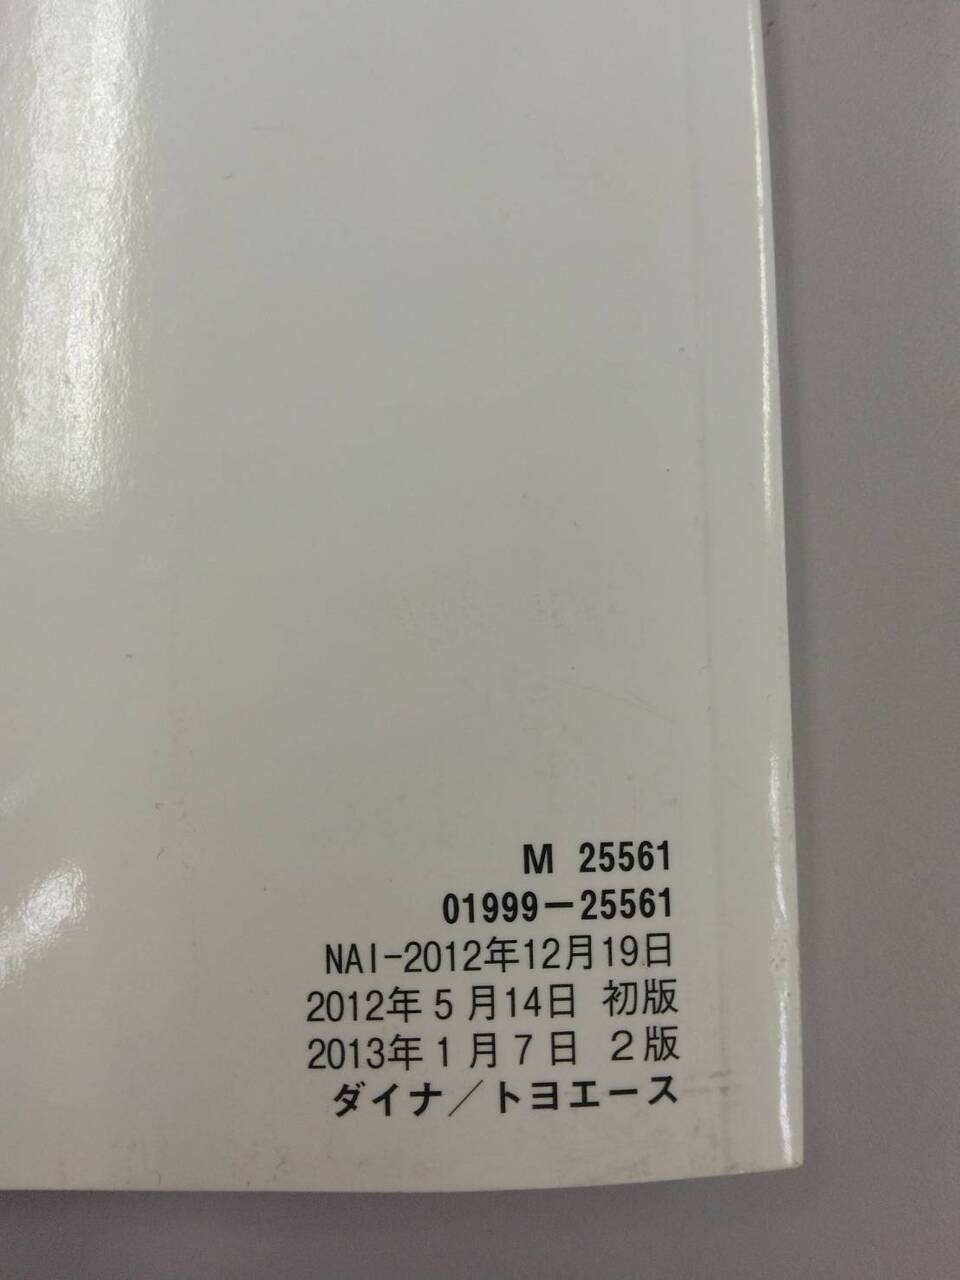 M 25561
01999−25561
NAI-2012年12月19日
2012年 5 月14日 初版
2013年 1 月 7 日 2版
ダイナ／トヨエース